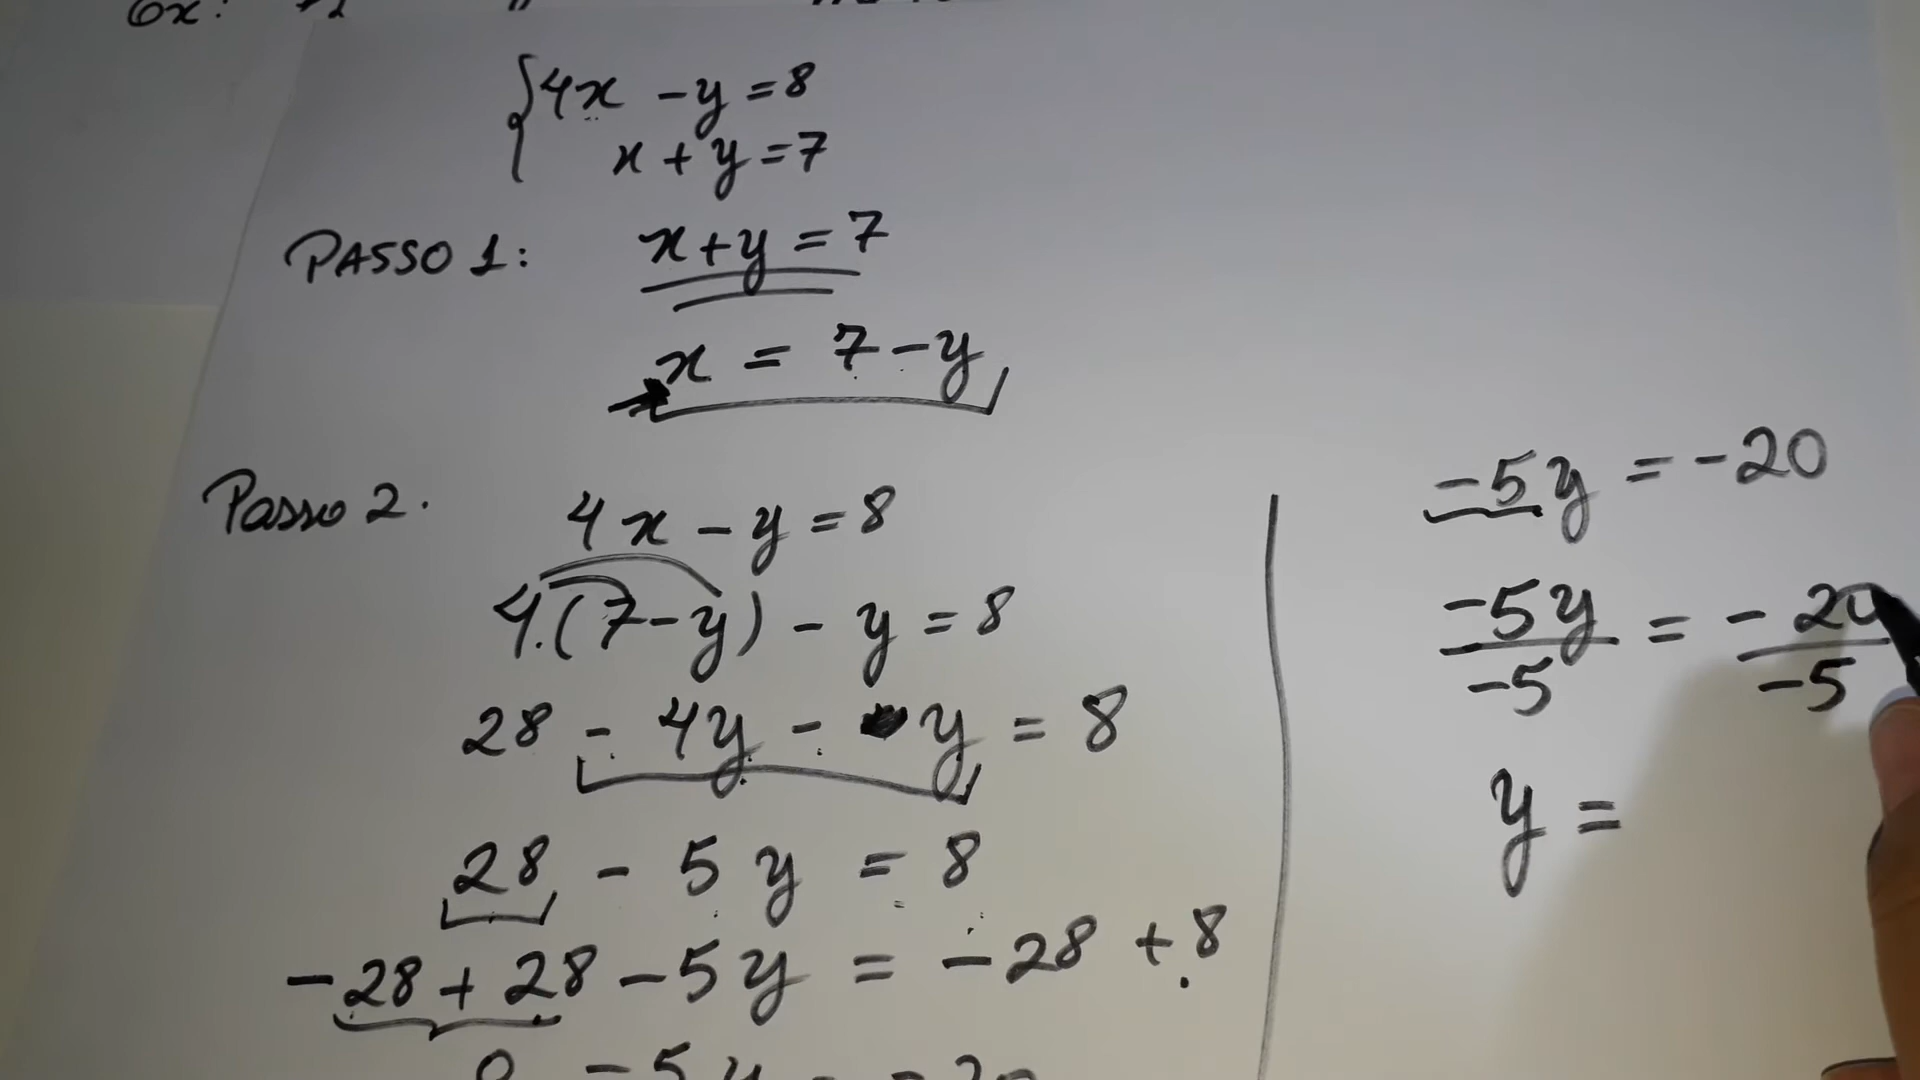 {4x - y = 8
x + y = 7
PASSO 1: x + y = 7
x = 7 - y
Passo 2. 4x - y = 8
4.(7 - y) - y = 8
28 - 4y - y = 8
28 - 5y = 8
-28 + 28 - 5y = -28 + 8
-5y = -20
-5y/-5 = -20/-5
y =